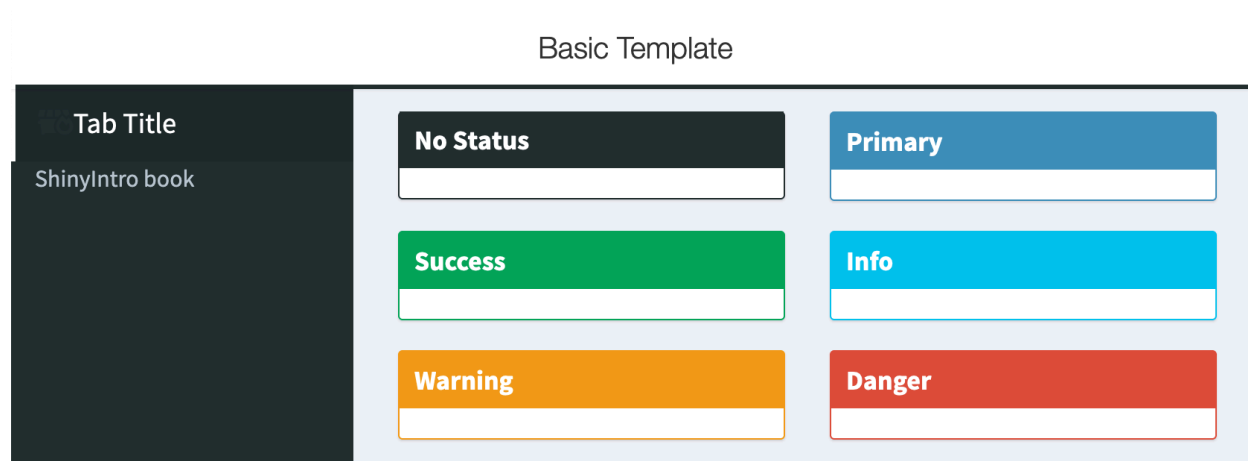 Basic Template
Tab Title
ShinyIntro book
No Status
Primary
Success
Info
Warning
Danger